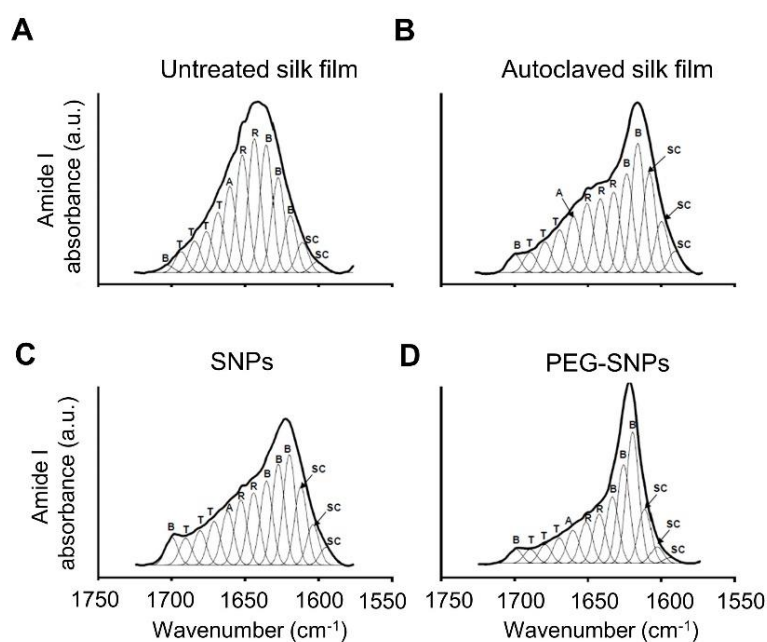 A
Untreated silk film
Amide I
absorbance (a.u.)
B T T T T A R R B B B SC SC
B
Autoclaved silk film
B T T T A R R R B B SC SC SC
C
SNPs
Amide I
absorbance (a.u.)
B T T T A R R B B B SC SC SC
1750 1700 1650 1600 1550
Wavenumber (cm-1)
D
PEG-SNPs
B T T T A R R B B B SC SC SC
1750 1700 1650 1600 1550
Wavenumber (cm-1)